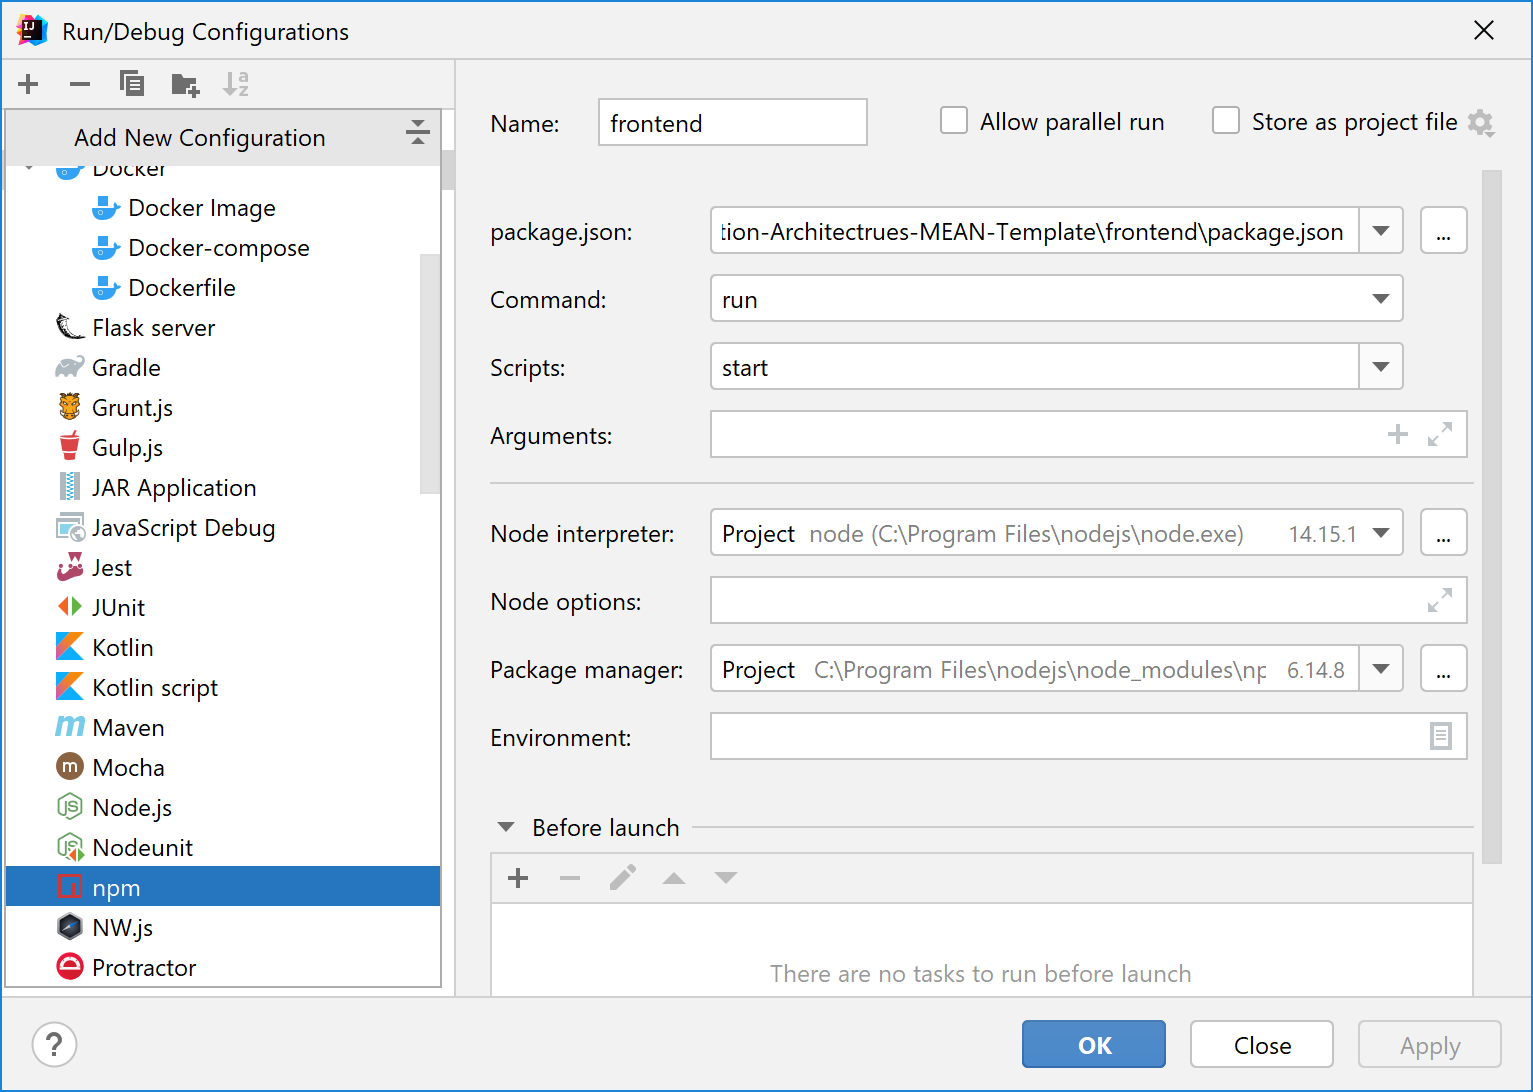 Run/Debug Configurations
Add New Configuration
Docker
Docker Image
Docker-compose
Dockerfile
Flask server
Gradle
Grunt.js
Gulp.js
JAR Application
JavaScript Debug
Jest
JUnit
Kotlin
Kotlin script
Maven
Mocha
Node.js
Nodeunit
npm
NW.js
Protractor
Name: frontend Allow parallel run Store as project file
package.json: tion-Architectrues-MEAN-Template\frontend\package.json ...
Command: run
Scripts: start
Arguments:
Node interpreter: Project node (C:\Program Files\nodejs\node.exe) 14.15.1 ...
Node options:
Package manager: Project C:\Program Files\nodejs\node_modules\np 6.14.8 ...
Environment:
Before launch
There are no tasks to run before launch
? OK Close Apply